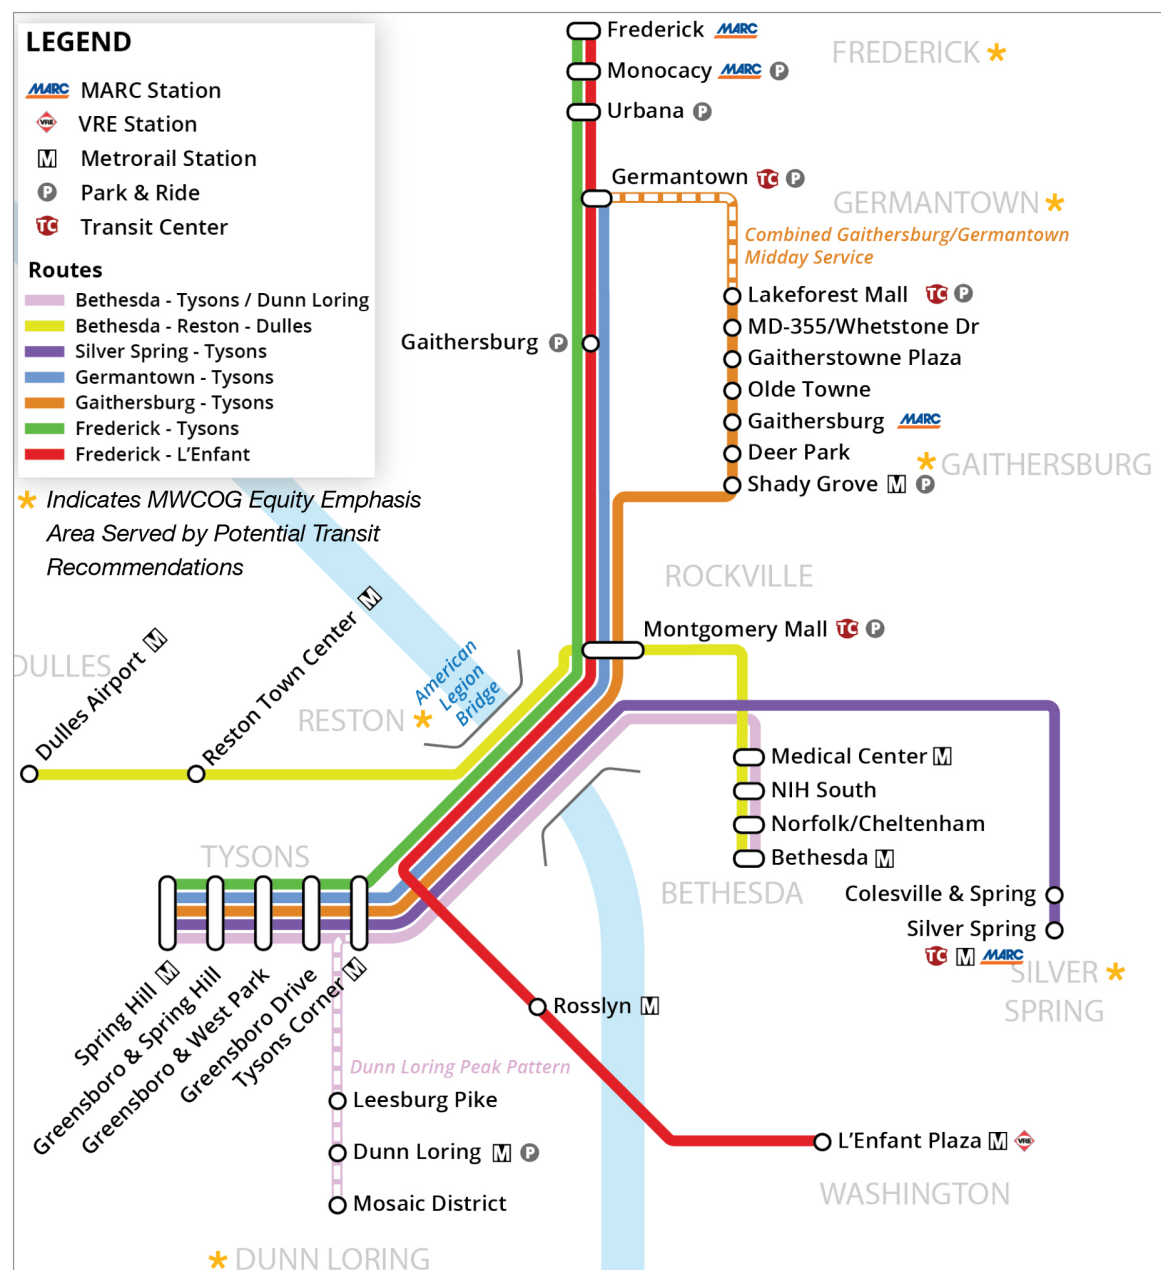 LEGEND
MARC MARC Station
VRE VRE Station
M Metrorail Station
P Park & Ride
TC Transit Center
Routes
Bethesda - Tysons / Dunn Loring
Bethesda - Reston - Dulles
Silver Spring - Tysons
Germantown - Tysons
Gaithersburg - Tysons
Frederick - Tysons
Frederick - L'Enfant
* Indicates MWCOG Equity Emphasis
Area Served by Potential Transit
Recommendations
Frederick MARC
FREDERICK *
Monocacy MARC P
Urbana P
Germantown TC P
GERMANTOWN *
Combined Gaithersburg/Germantown
Midday Service
Lakeforest Mall TC P
MD-355/Whetstone Dr
Gaithersburg P
Gaitherstowne Plaza
Olde Towne
Gaithersburg MARC
Deer Park
* GAITHERSBURG
Shady Grove M P
ROCKVILLE
Montgomery Mall TC P
DULLES
Dulles Airport M
Reston Town Center M
RESTON *
American
Legion
Bridge
Medical Center M
NIH South
Norfolk/Cheltenham
Bethesda M
BETHESDA
Colesville & Spring
Silver Spring
TC M MARC
SILVER *
SPRING
TYSONS
Spring Hill M
Greensboro & Spring Hill
Greensboro & West Park
Greensboro Drive
Tysons Corner M
Rosslyn M
Dunn Loring Peak Pattern
Leesburg Pike
L'Enfant Plaza M VRE
Dunn Loring M P
WASHINGTON
Mosaic District
* DUNN LORING